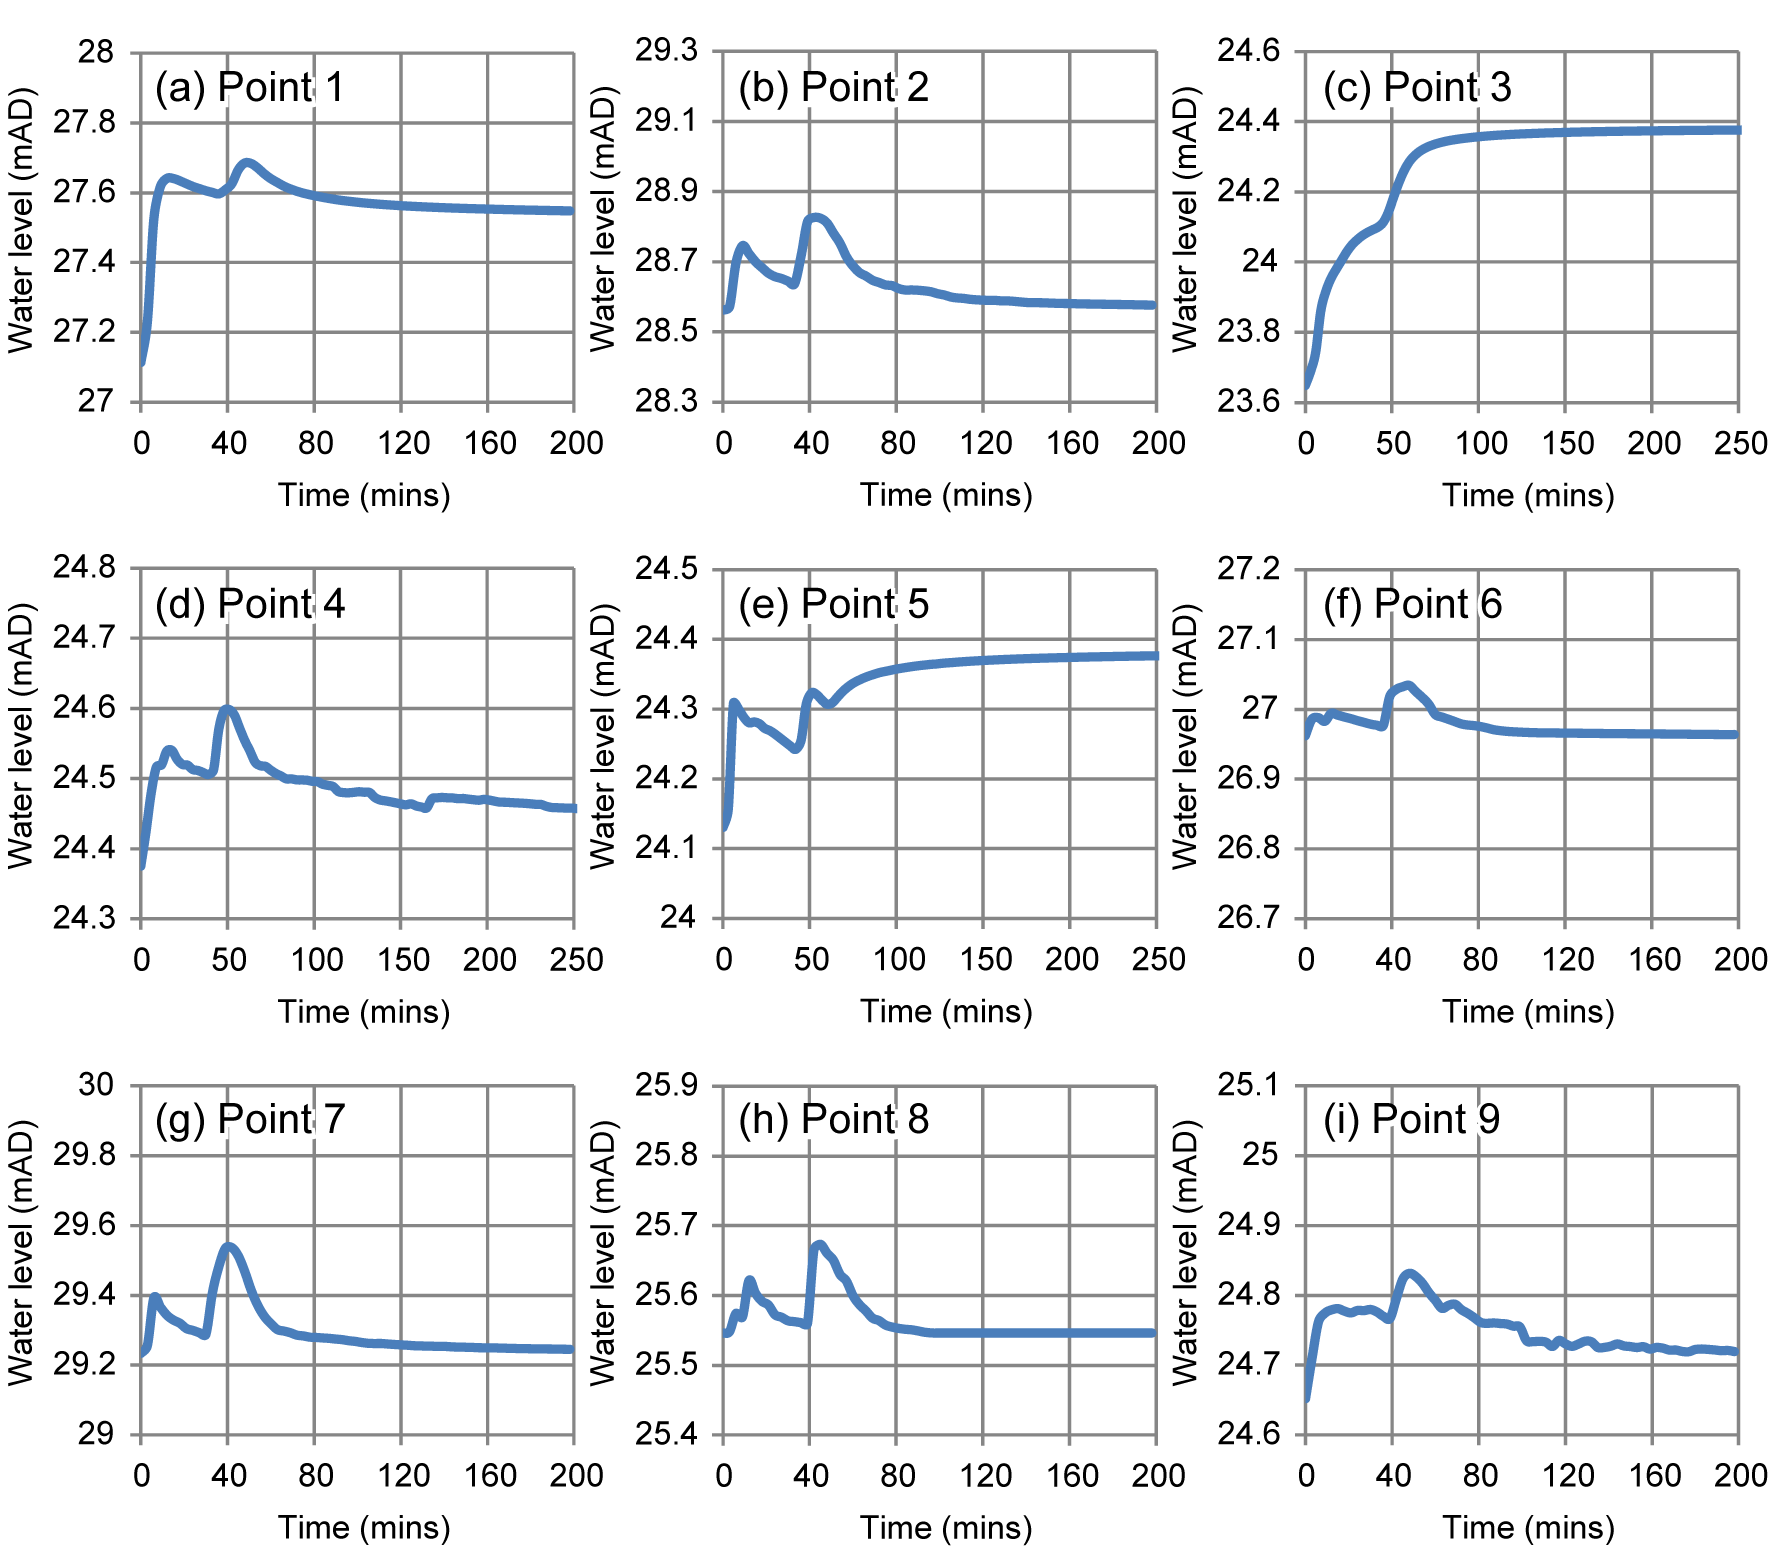 (a) Point 1
Water level (mAD)
28
27.8
27.6
27.4
27.2
27
0 40 80 120 160 200
Time (mins)
(b) Point 2
Water level (mAD)
29.3
29.1
28.9
28.7
28.5
28.3
0 40 80 120 160 200
Time (mins)
(c) Point 3
Water level (mAD)
24.6
24.4
24.2
24
23.8
23.6
0 50 100 150 200 250
Time (mins)
(d) Point 4
Water level (mAD)
24.8
24.7
24.6
24.5
24.4
24.3
0 50 100 150 200 250
Time (mins)
(e) Point 5
Water level (mAD)
24.5
24.4
24.3
24.2
24.1
24
0 50 100 150 200 250
Time (mins)
(f) Point 6
Water level (mAD)
27.2
27.1
27
26.9
26.8
26.7
0 40 80 120 160 200
Time (mins)
(g) Point 7
Water level (mAD)
30
29.8
29.6
29.4
29.2
29
0 40 80 120 160 200
Time (mins)
(h) Point 8
Water level (mAD)
25.9
25.8
25.7
25.6
25.5
25.4
0 40 80 120 160 200
Time (mins)
(i) Point 9
Water level (mAD)
25.1
25
24.9
24.8
24.7
24.6
0 40 80 120 160 200
Time (mins)